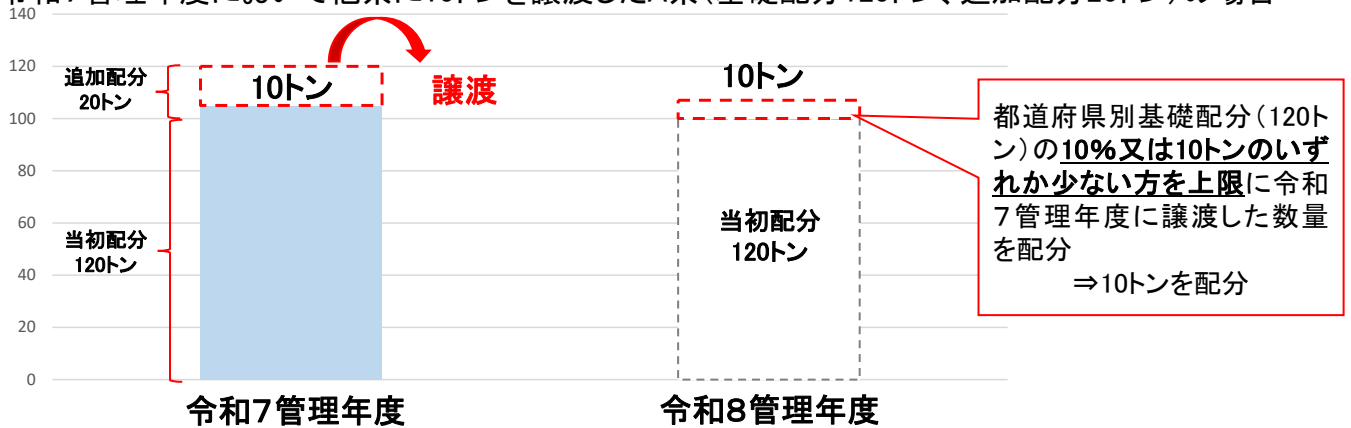 140
120
100
80
60
40
20
0
追加配分
20トン
当初配分
120トン
10トン
譲渡
10トン
当初配分
120トン
都道府県別基礎配分(120ト
ン)の10%又は10トンのいず
れか少ない方を上限に令和
7管理年度に譲渡した数量
を配分
⇒10トンを配分
令和7管理年度
令和8管理年度